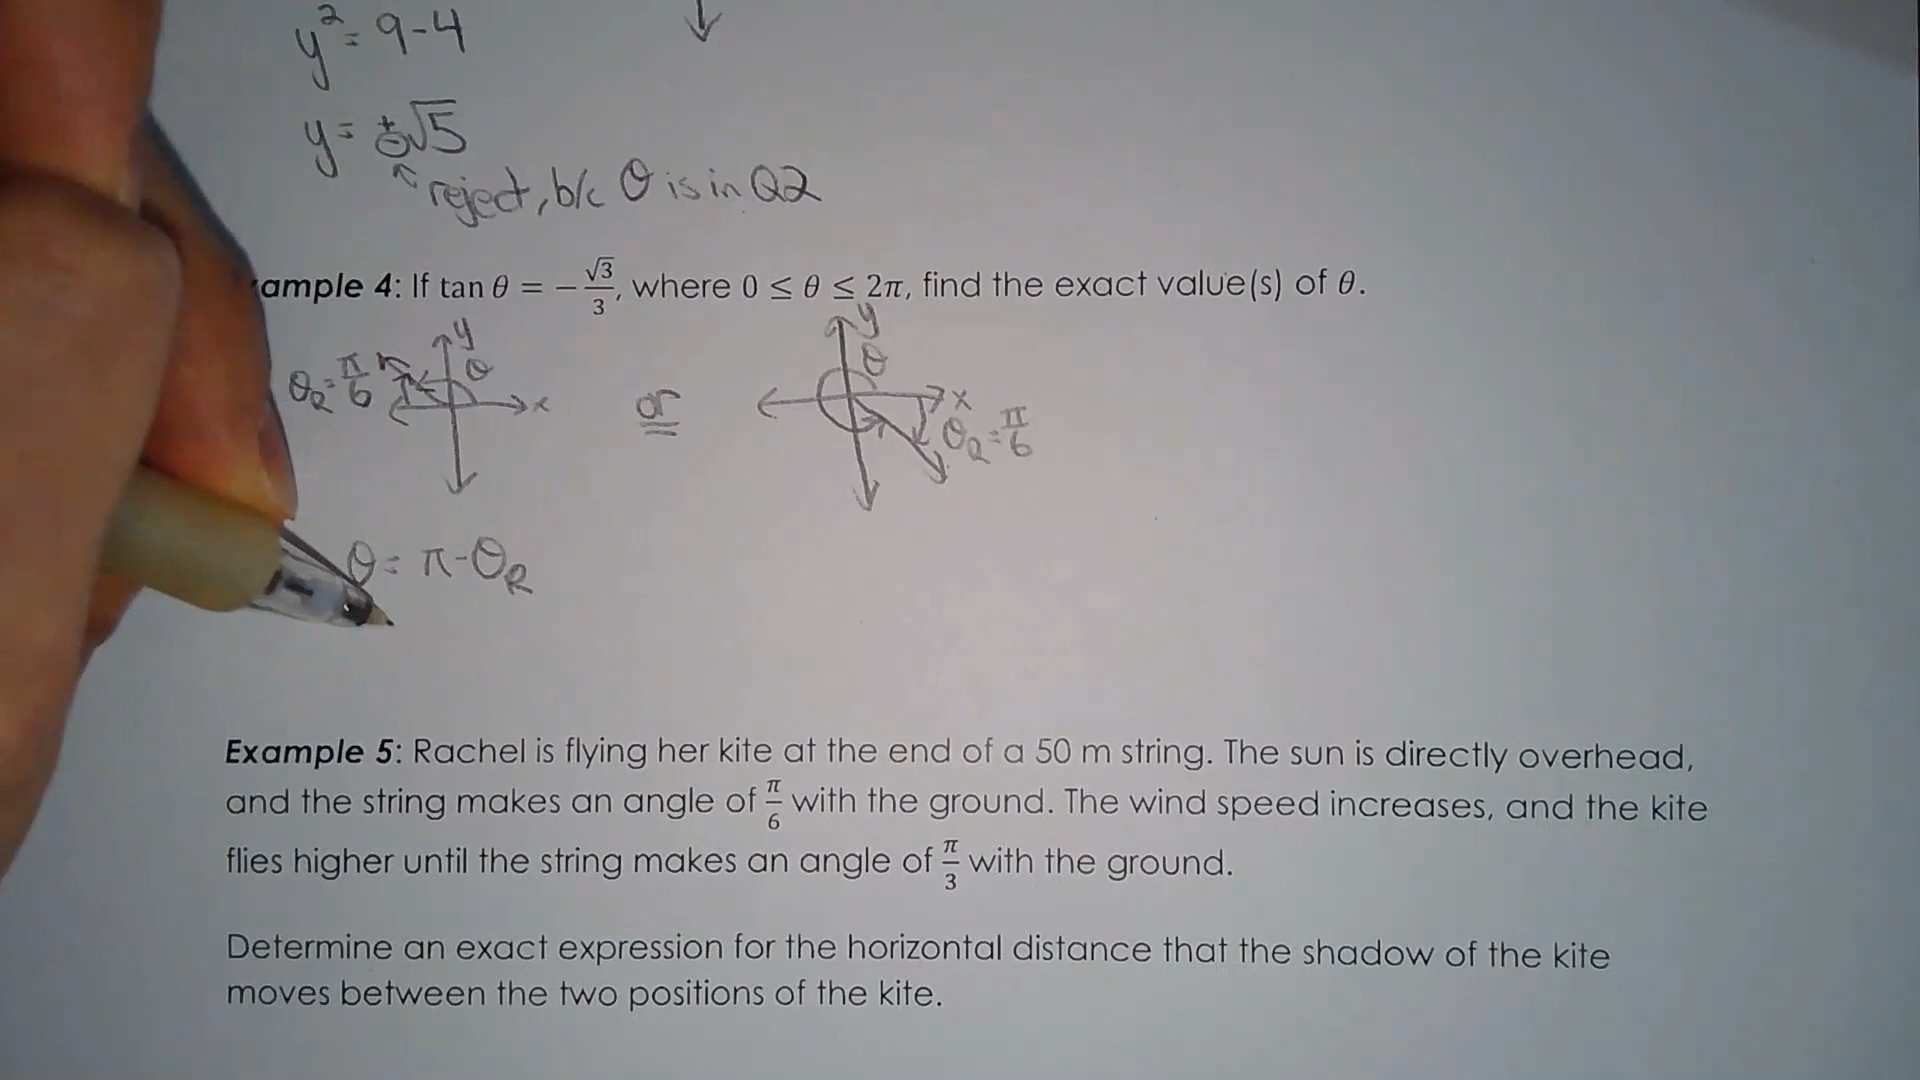 y² = 9-4
y = ±√5
reject, b/c θ is in Q2
ample 4: If tan θ = −√3/3, where 0 ≤ θ ≤ 2π, find the exact value(s) of θ.
y y
θ θ
θR = π/6 x or x
θR = π/6
θ = π - θR
Example 5: Rachel is flying her kite at the end of a 50 m string. The sun is directly overhead,
and the string makes an angle of π/6 with the ground. The wind speed increases, and the kite
flies higher until the string makes an angle of π/3 with the ground.
Determine an exact expression for the horizontal distance that the shadow of the kite
moves between the two positions of the kite.